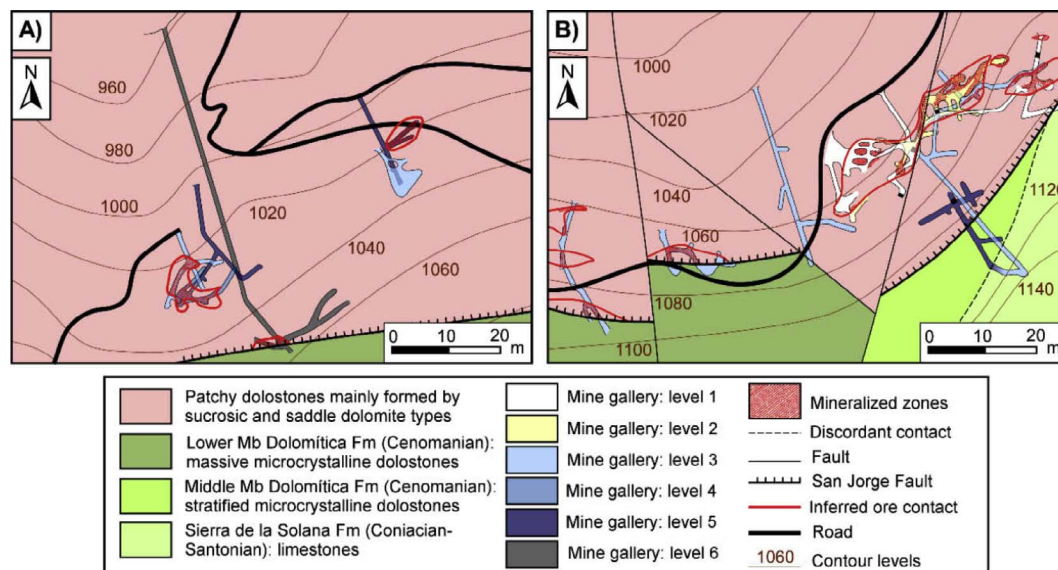 A)
N
960
980
1000
1020
1040
1060
0 10 20
m
B)
N
1000
1020
1040
1060
1080
1100
1120
1140
0 10 20
m
Patchy dolostones mainly formed by
sucrosic and saddle dolomite types
Lower Mb Dolomítica Fm (Cenomanian):
massive microcrystalline dolostones
Middle Mb Dolomítica Fm (Cenomanian):
stratified microcrystalline dolostones
Sierra de la Solana Fm (Coniacian-
Santonian): limestones
Mine gallery: level 1
Mine gallery: level 2
Mine gallery: level 3
Mine gallery: level 4
Mine gallery: level 5
Mine gallery: level 6
Mineralized zones
Discordant contact
Fault
San Jorge Fault
Inferred ore contact
Road
1060 Contour levels